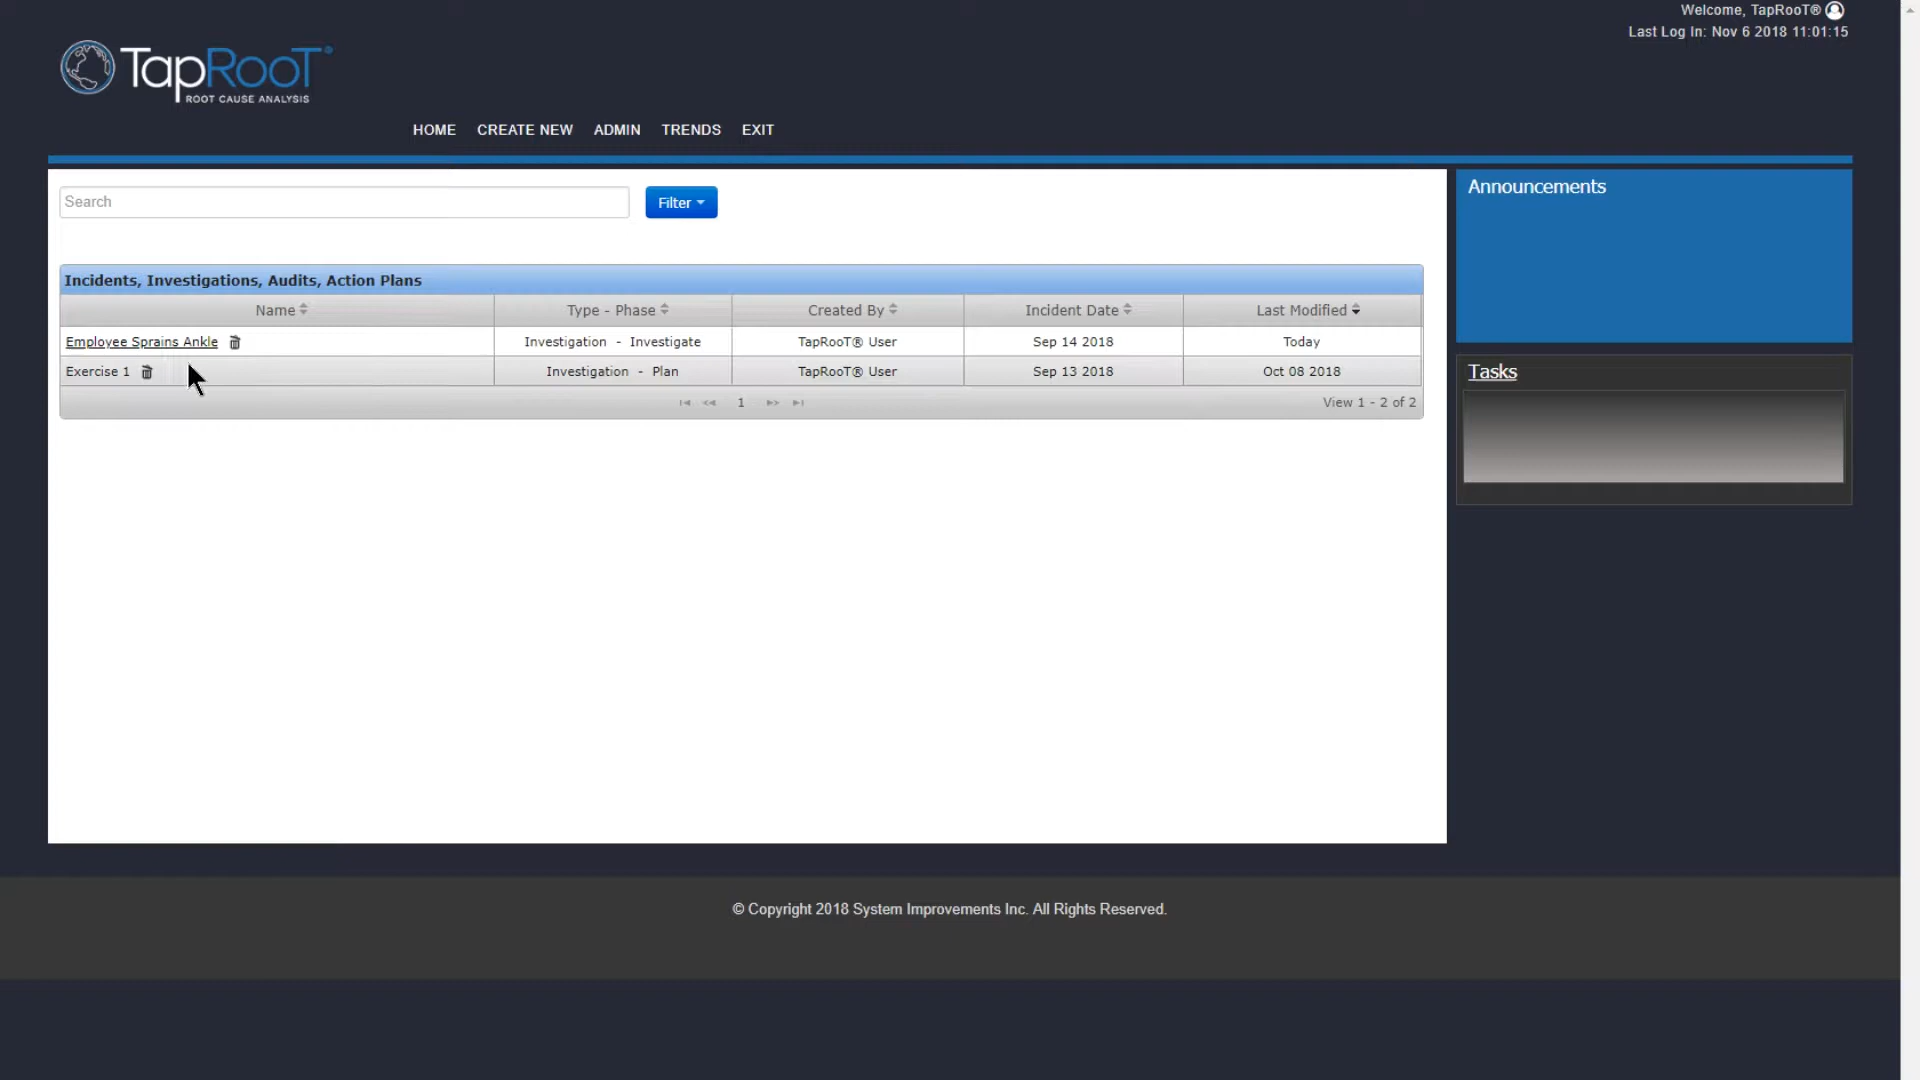 Welcome, TapRooT®
Last Log In: Nov 6 2018 11:01:15
TapRooT®
ROOT CAUSE ANALYSIS
HOME CREATE NEW ADMIN TRENDS EXIT
Search Filter
Announcements
Incidents, Investigations, Audits, Action Plans
Name Type - Phase Created By Incident Date Last Modified
Employee Sprains Ankle Investigation - Investigate TapRooT® User Sep 14 2018 Today
Exercise 1 Investigation - Plan TapRooT® User Sep 13 2018 Oct 08 2018
1 View 1 - 2 of 2
Tasks
© Copyright 2018 System Improvements Inc. All Rights Reserved.